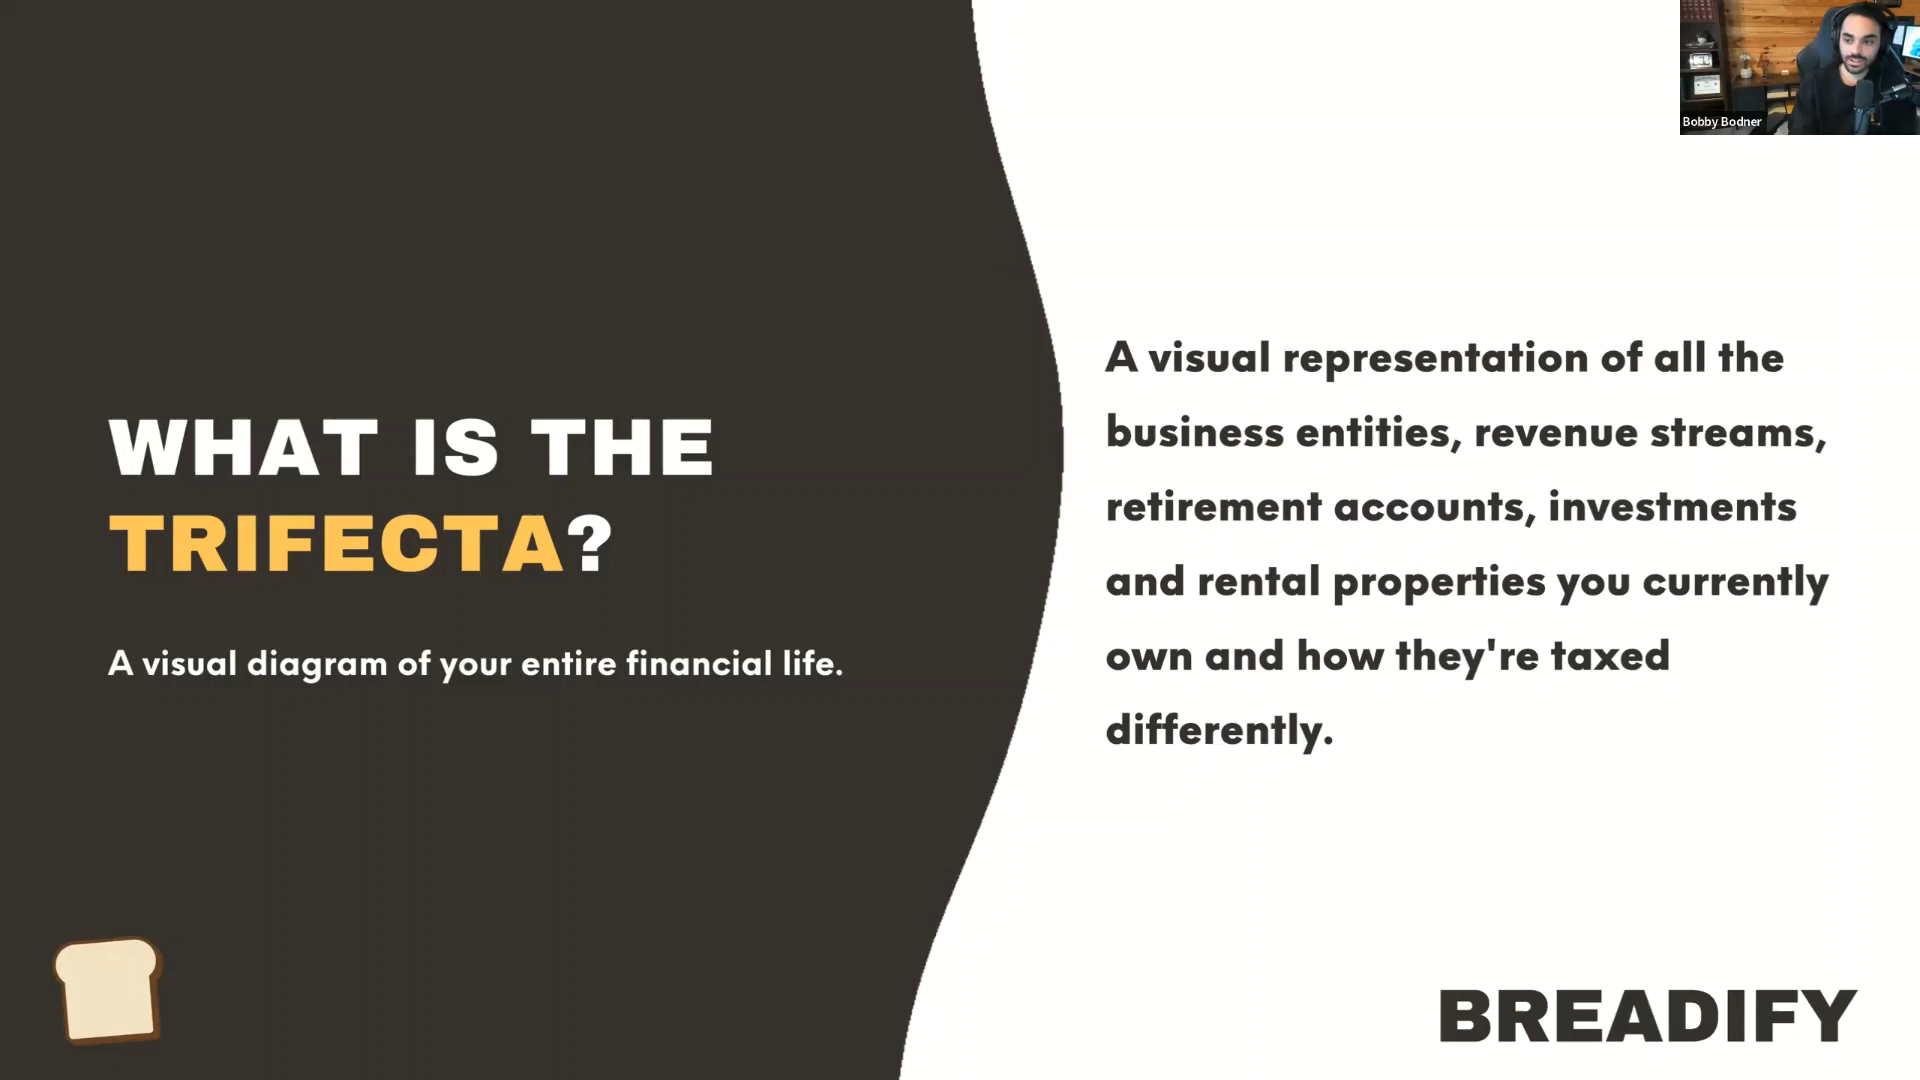 Bobby Bodner
WHAT IS THE
TRIFECTA?
A visual diagram of your entire financial life.
A visual representation of all the
business entities, revenue streams,
retirement accounts, investments
and rental properties you currently
own and how they're taxed
differently.
BREADIFY